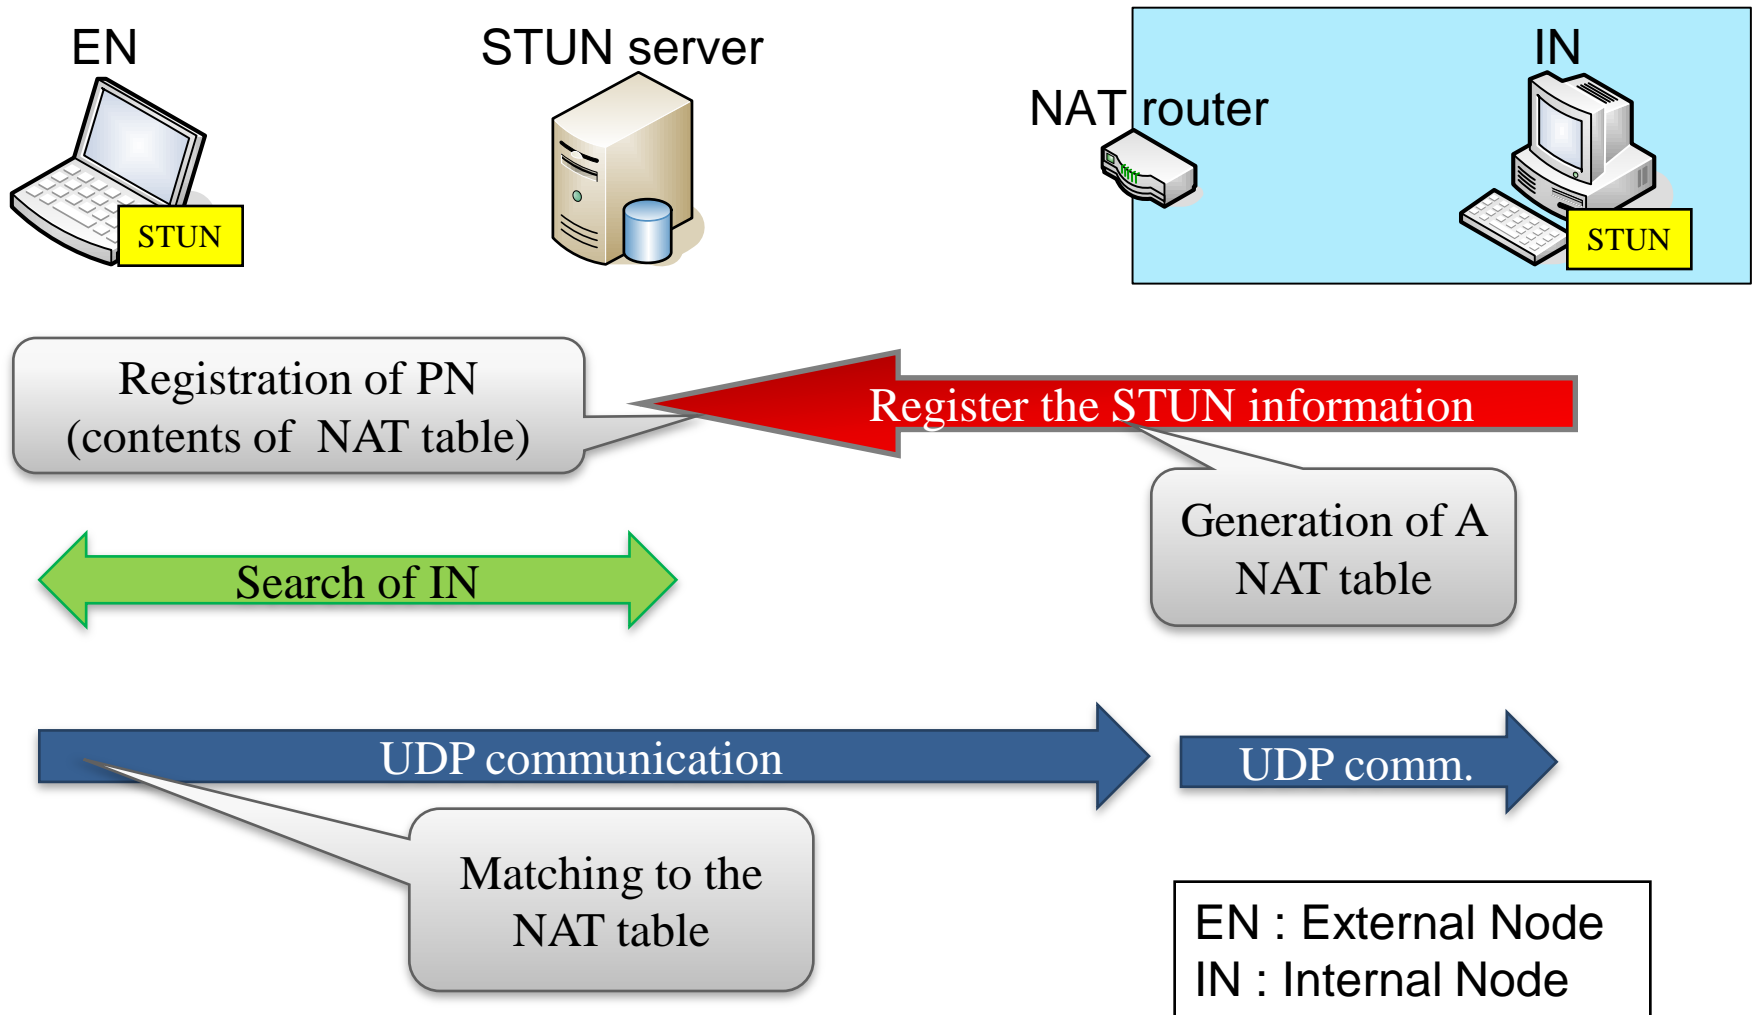 EN
STUN server
IN
NAT router
STUN
STUN
Registration of PN
(contents of NAT table)
Register the STUN information
Generation of A
NAT table
Search of IN
UDP communication
UDP comm.
Matching to the
NAT table
EN : External Node
IN : Internal Node